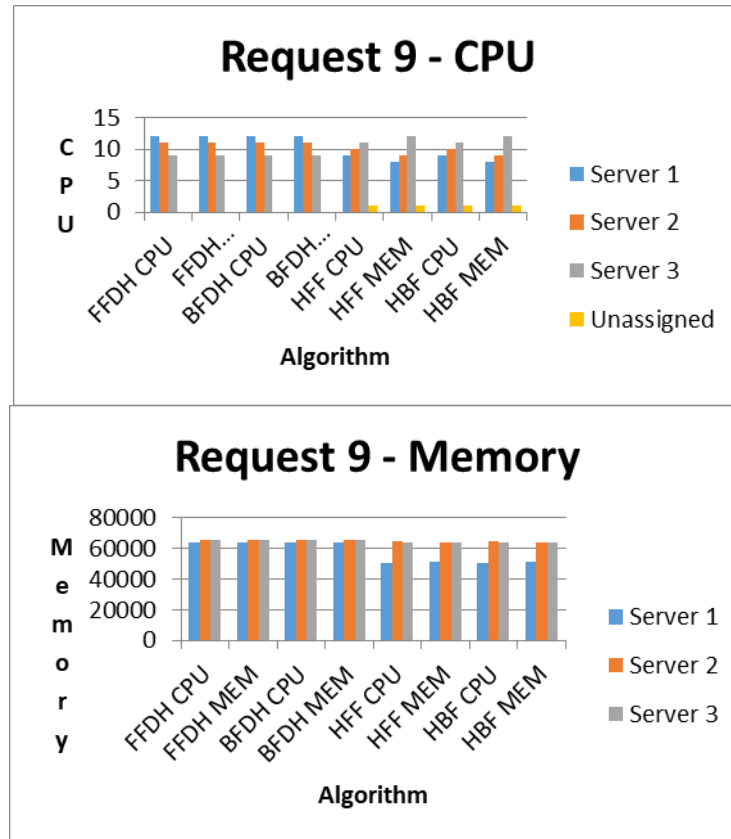 Request 9 - CPU
CPU
15
10
5
0
FFDH CPU
FFDH...
BFDH CPU
BFDH...
HFF CPU
HFF MEM
HBF CPU
HBF MEM
Algorithm
Server 1
Server 2
Server 3
Unassigned
Request 9 - Memory
Memory
80000
60000
40000
20000
0
FFDH CPU
FFDH MEM
BFDH CPU
BFDH MEM
HFF CPU
HFF MEM
HBF CPU
HBF MEM
Algorithm
Server 1
Server 2
Server 3